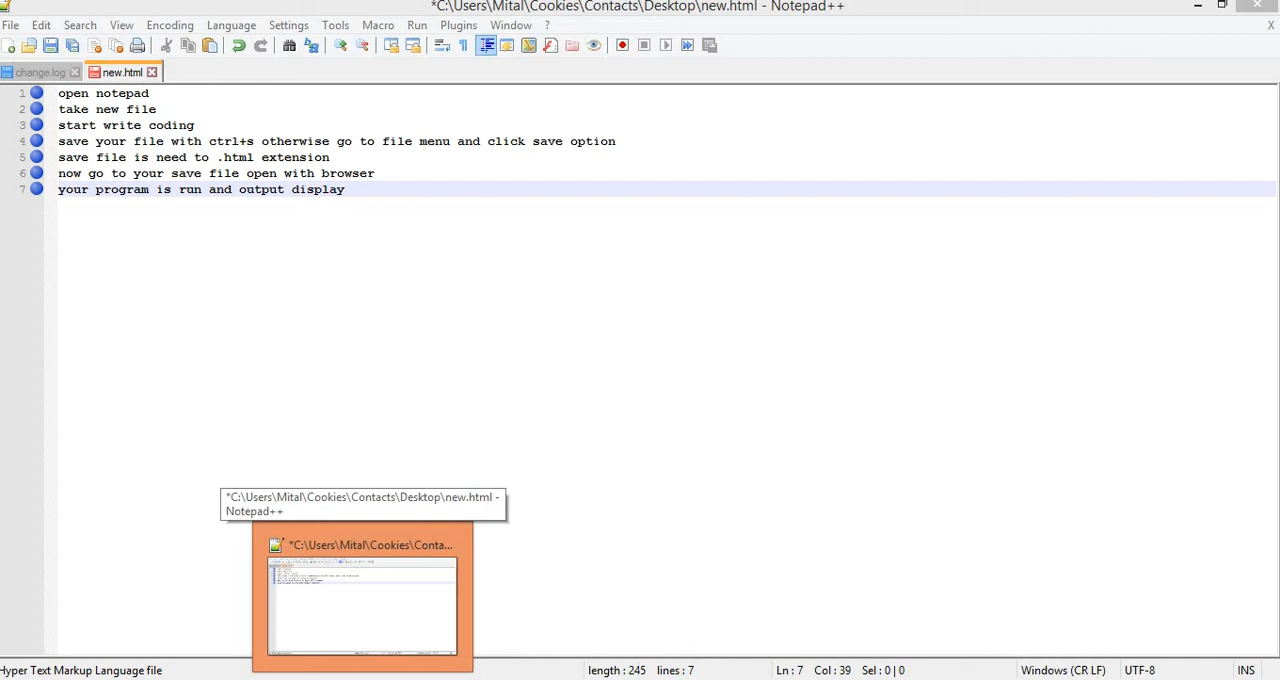 *C:\Users\Mital\Cookies\Contacts\Desktop\new.html - Notepad++
File Edit Search View Encoding Language Settings Tools Macro Run Plugins Window ? X
change.log new.html
1 open notepad
2 take new file
3 start write coding
4 save your file with ctrl+s otherwise go to file menu and click save option
5 save file is need to .html extension
6 now go to your save file open with browser
7 your program is run and output display
*C:\Users\Mital\Cookies\Contacts\Desktop\new.html -
Notepad++
*C:\Users\Mital\Cookies\Conta...
Hyper Text Markup Language file length : 245 lines : 7 Ln : 7 Col : 39 Sel : 0 | 0 Windows (CR LF) UTF-8 INS